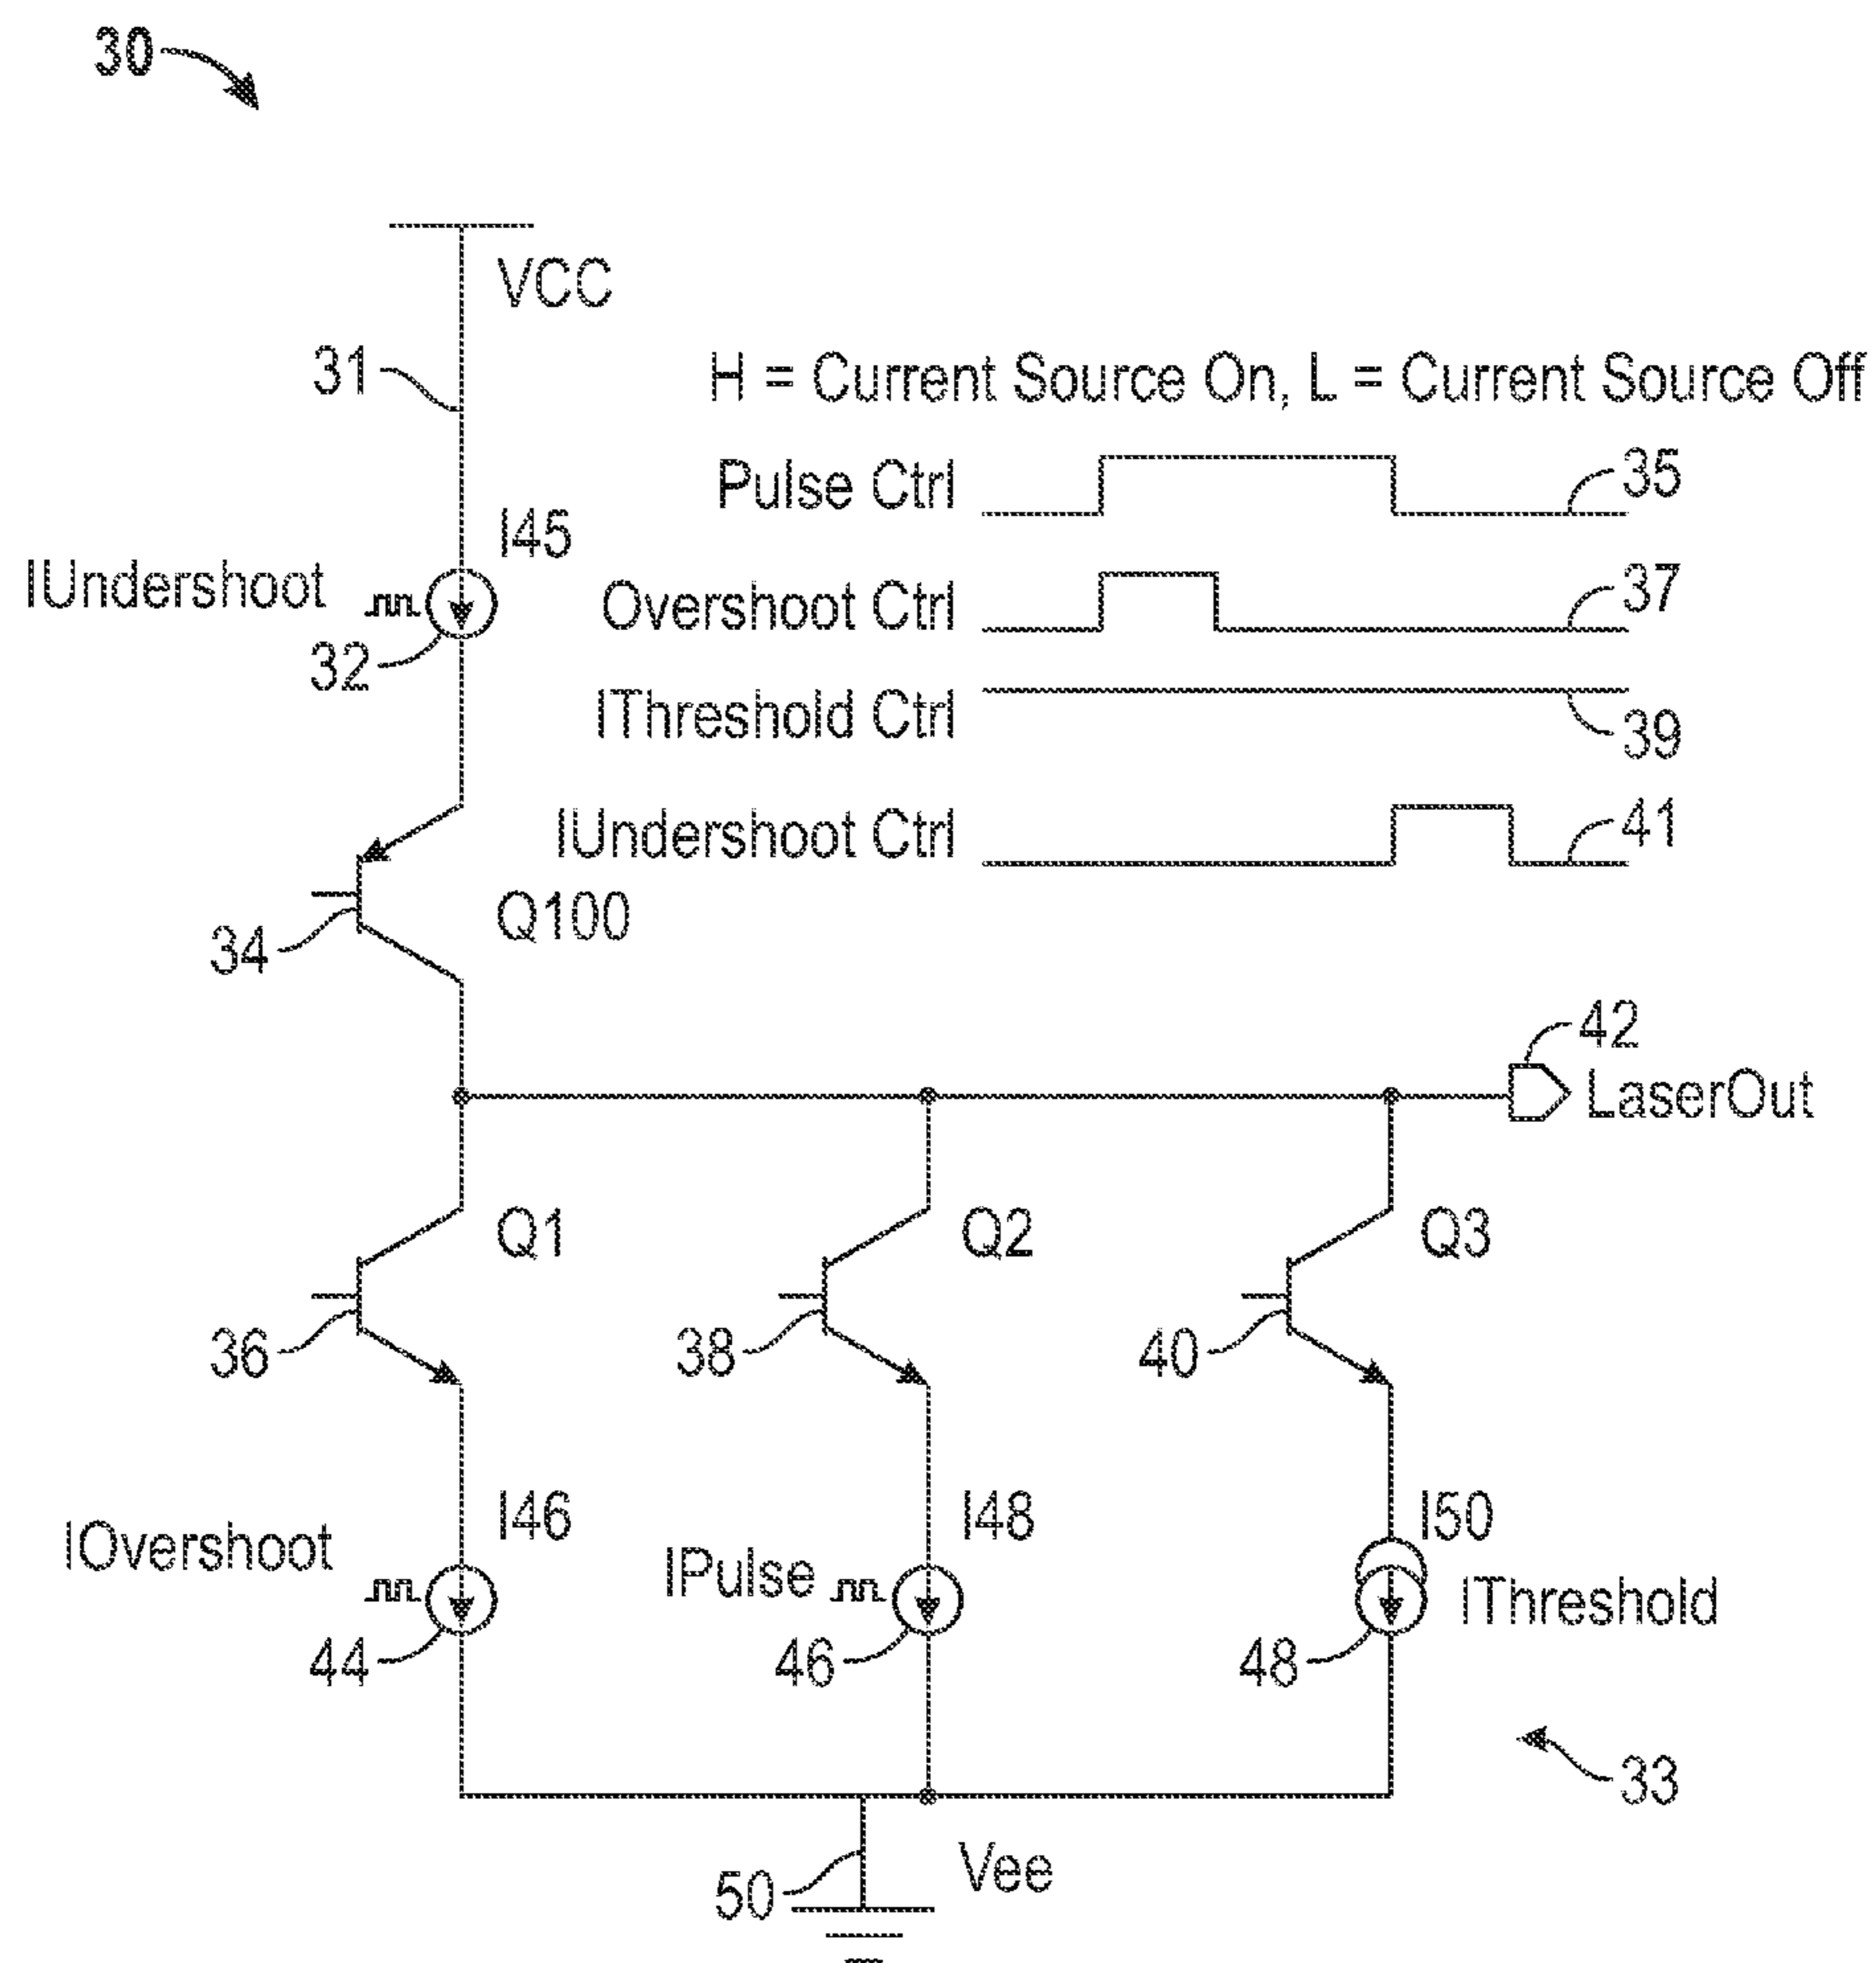 30
VCC
31
H = Current Source On, L = Current Source Off
Pulse Ctrl
35
I45
IUndershoot
32
Overshoot Ctrl
37
IThreshold Ctrl
39
IUndershoot Ctrl
41
Q100
34
42
LaserOut
Q1
Q2
Q3
36
38
40
I46
I48
I50
IOvershoot
IPulse
IThreshold
44
46
48
33
50
Vee